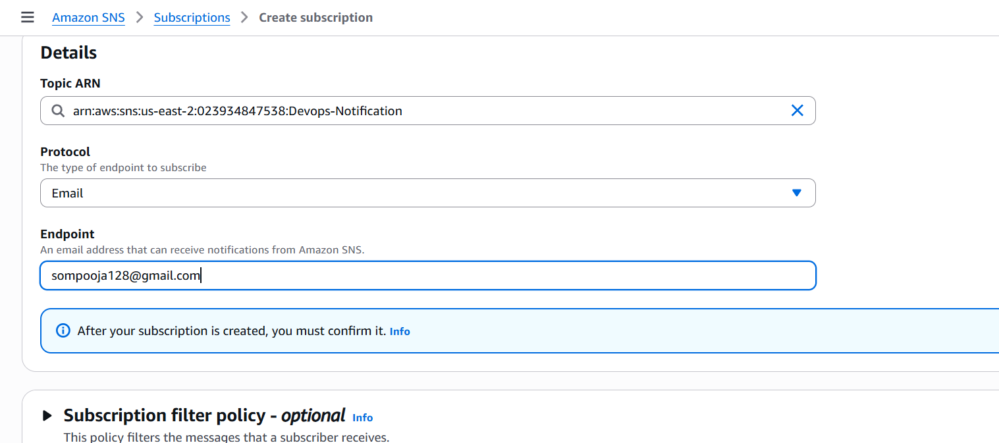 Amazon SNS > Subscriptions > Create subscription
Details
Topic ARN
arn:aws:sns:us-east-2:023934847538:Devops-Notification
Protocol
The type of endpoint to subscribe
Email
Endpoint
An email address that can receive notifications from Amazon SNS.
sompooja128@gmail.com
After your subscription is created, you must confirm it. Info
Subscription filter policy - optional Info
This policy filters the messages that a subscriber receives.